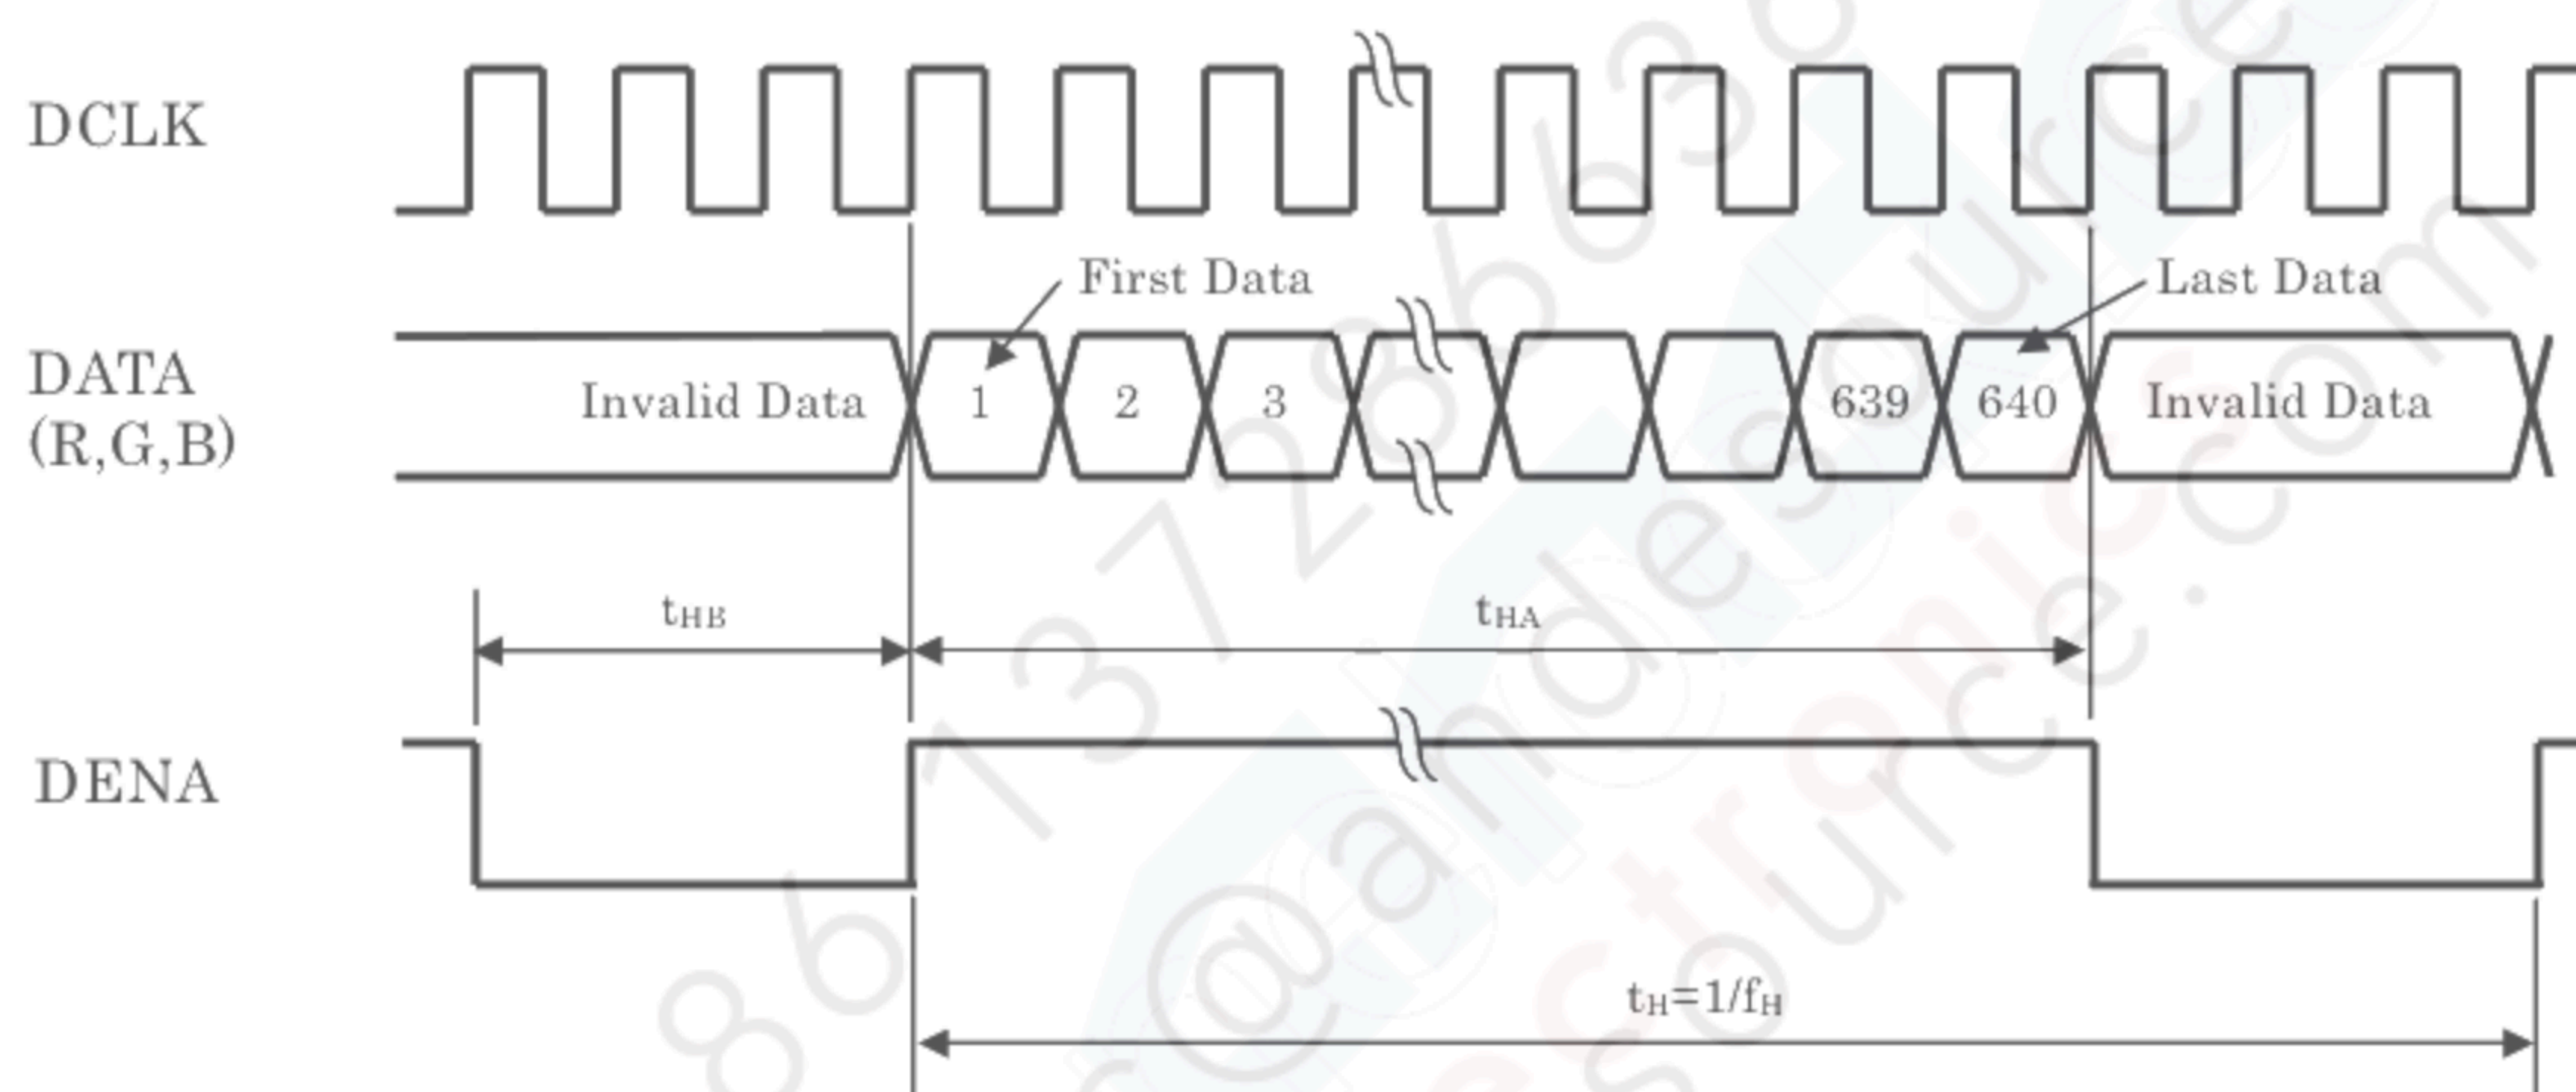 DCLK
First Data
Last Data
DATA
(R,G,B)
Invalid Data
1
2
3
639
640
Invalid Data
tHB
tHA
DENA
tH=1/fH